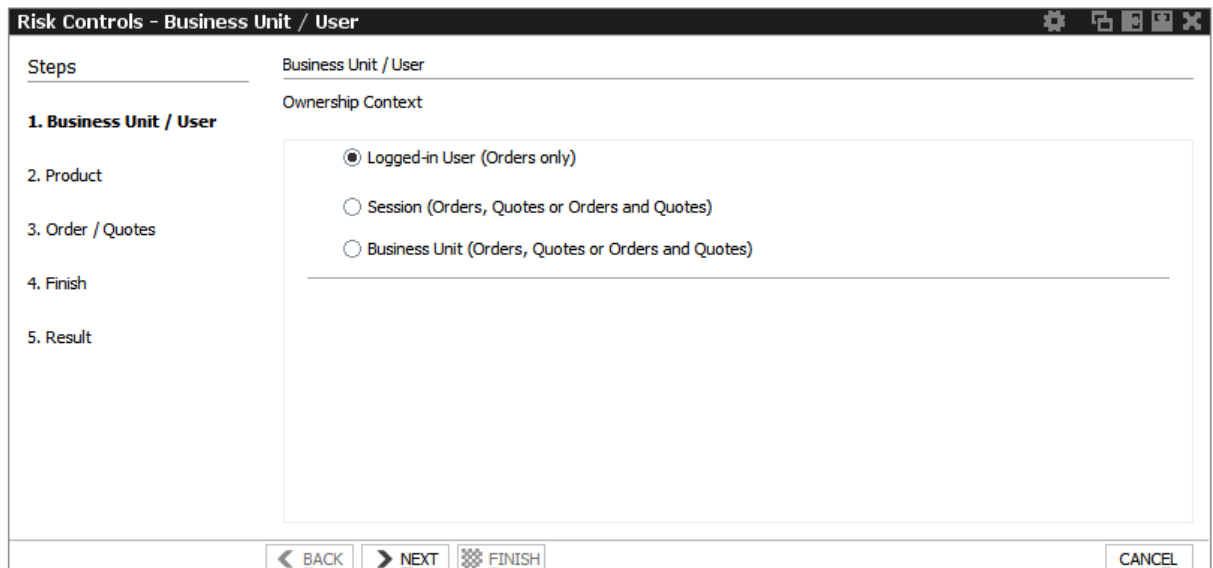 Risk Controls - Business Unit / User
Steps
1. Business Unit / User
2. Product
3. Order / Quotes
4. Finish
5. Result
Business Unit / User
Ownership Context
Logged-in User (Orders only)
Session (Orders, Quotes or Orders and Quotes)
Business Unit (Orders, Quotes or Orders and Quotes)
BACK NEXT FINISH CANCEL